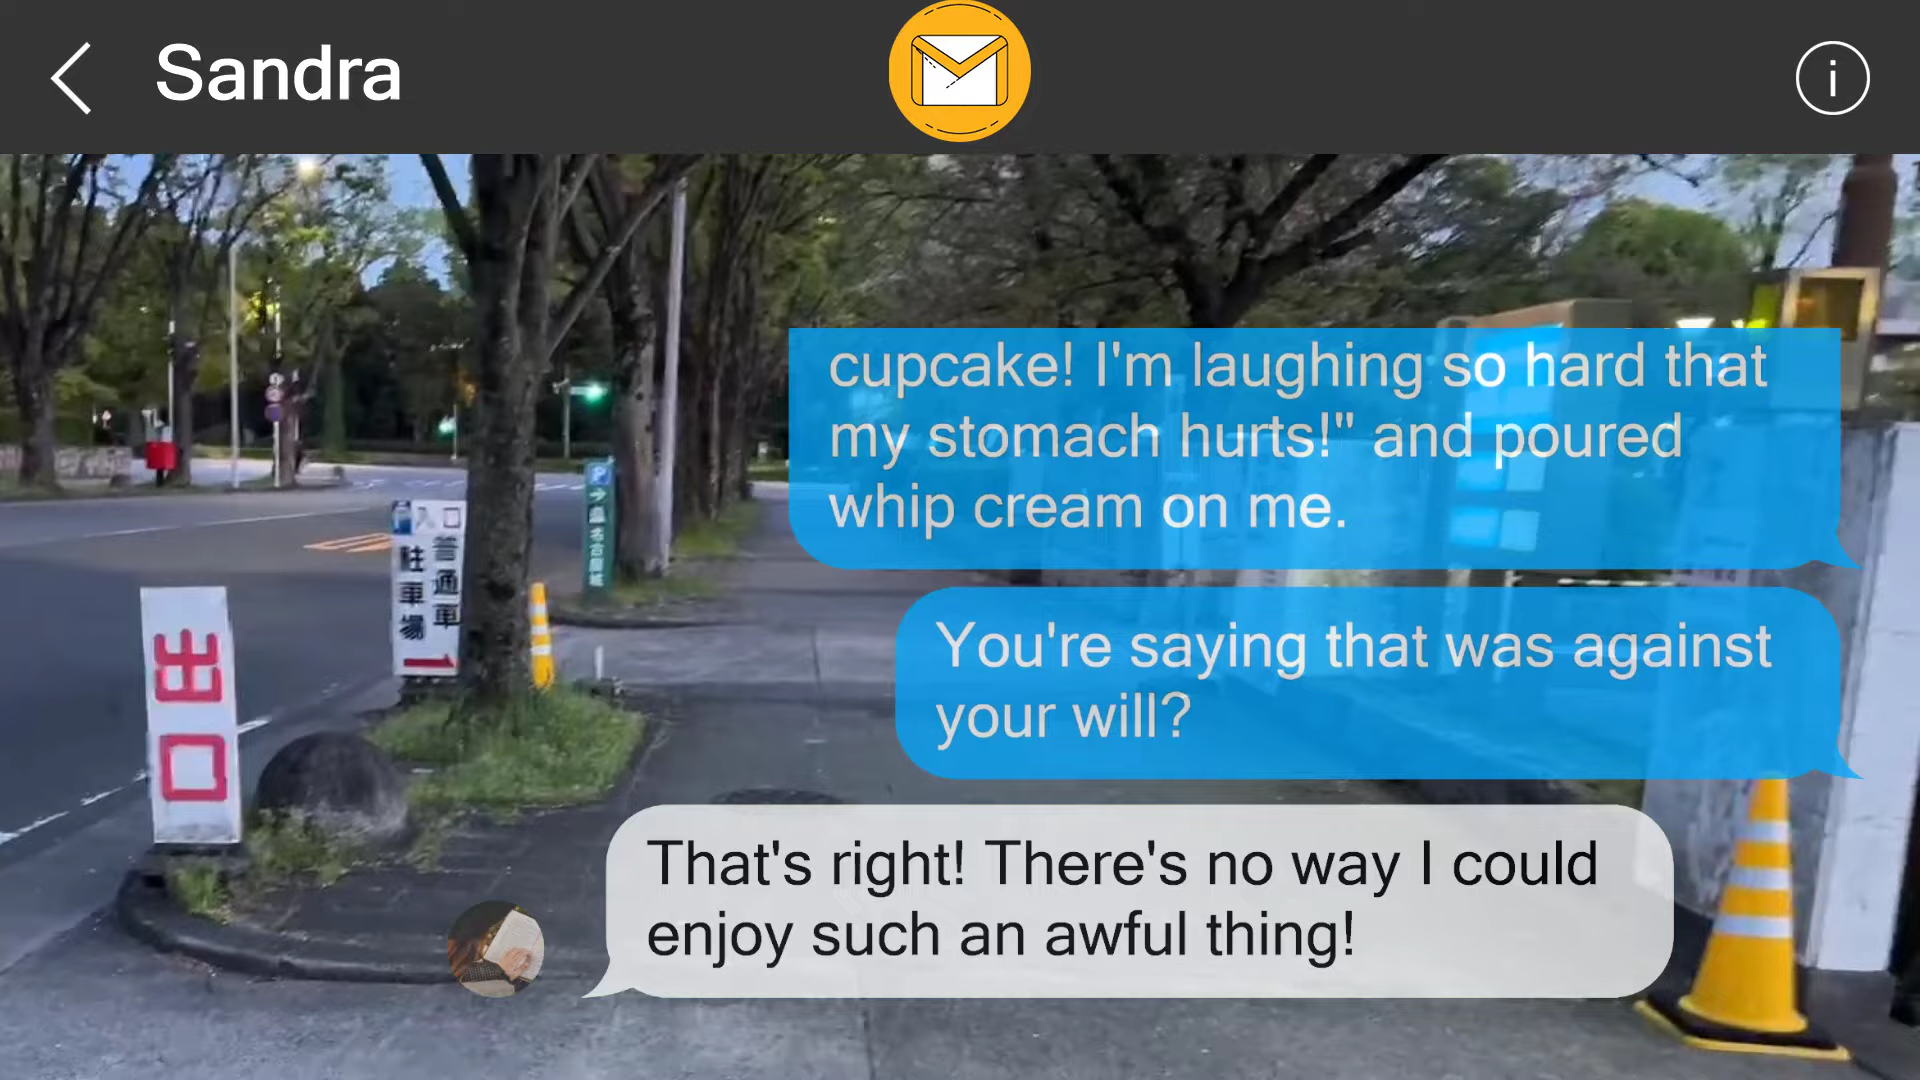 Sandra
i
cupcake! I'm laughing so hard that
my stomach hurts!" and poured
whip cream on me.
You're saying that was against
your will?
That's right! There's no way I could
enjoy such an awful thing!
入口
普通車
駐車場
P
出口